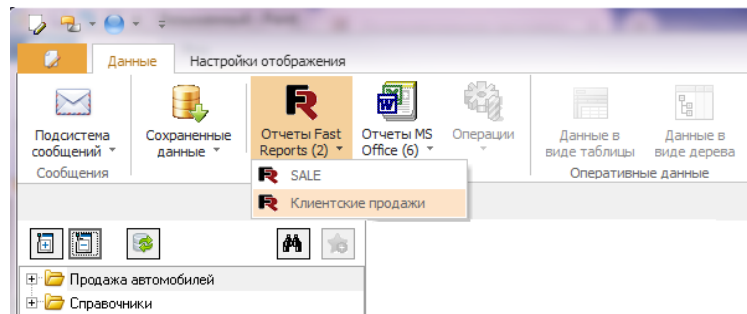 Данные Настройки отображения
Подсистема сообщений
Сохраненные данные
Отчеты Fast Reports (2)
Отчеты MS Office (6)
Операции
Данные в виде таблицы
Данные в виде дерева
Сообщения
Оперативные данные
SALE
Клиентские продажи
Продажа автомобилей
Справочники